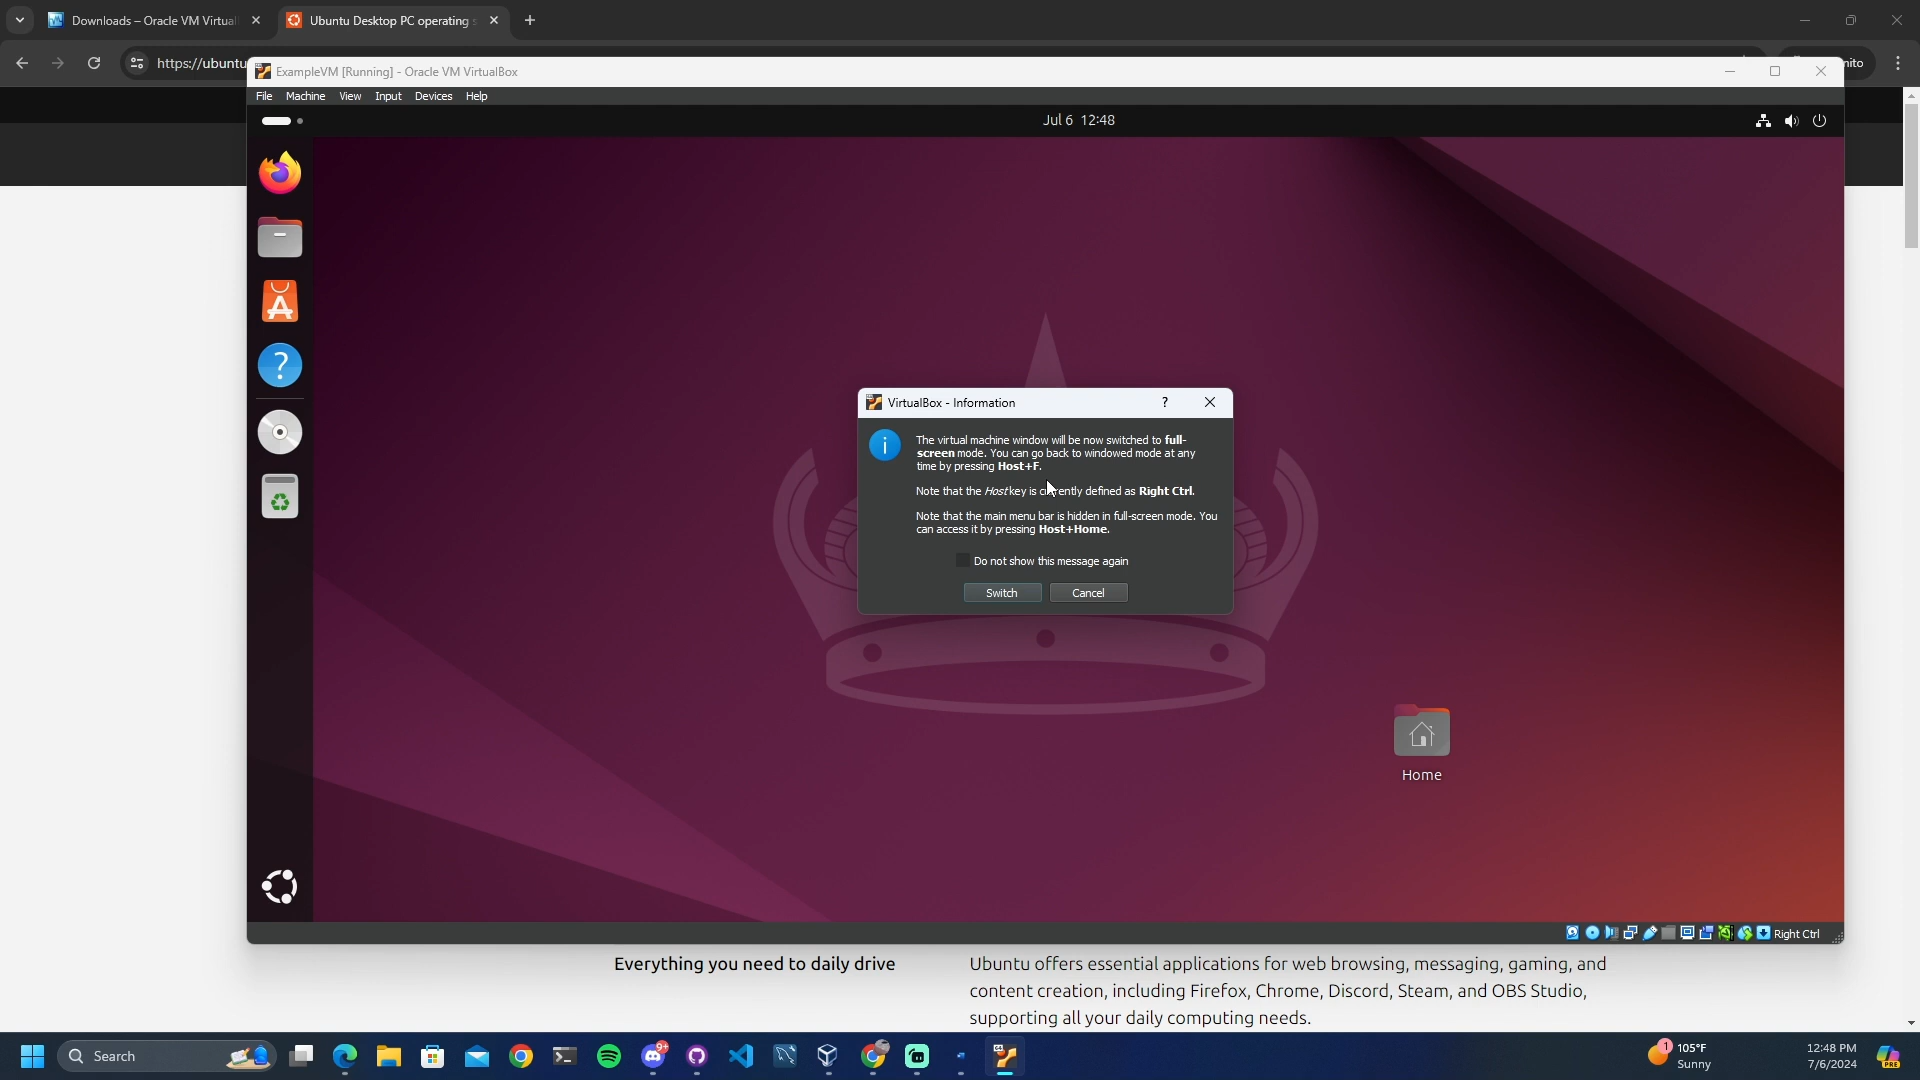 Downloads – Oracle VM Virtual
Ubuntu Desktop PC operating s
https://ubuntu
nito
ExampleVM [Running] - Oracle VM VirtualBox
File Machine View Input Devices Help
Jul 6 12:48
VirtualBox - Information
The virtual machine window will be now switched to full-
screen mode. You can go back to windowed mode at any
time by pressing Host+F.
Note that the Host key is currently defined as Right Ctrl.
Note that the main menu bar is hidden in full-screen mode. You
can access it by pressing Host+Home.
Do not show this message again
Switch Cancel
Home
Right Ctrl
Everything you need to daily drive
Ubuntu offers essential applications for web browsing, messaging, gaming, and
content creation, including Firefox, Chrome, Discord, Steam, and OBS Studio,
supporting all your daily computing needs.
Search
9+
1
105°F
Sunny
12:48 PM
7/6/2024
PRE